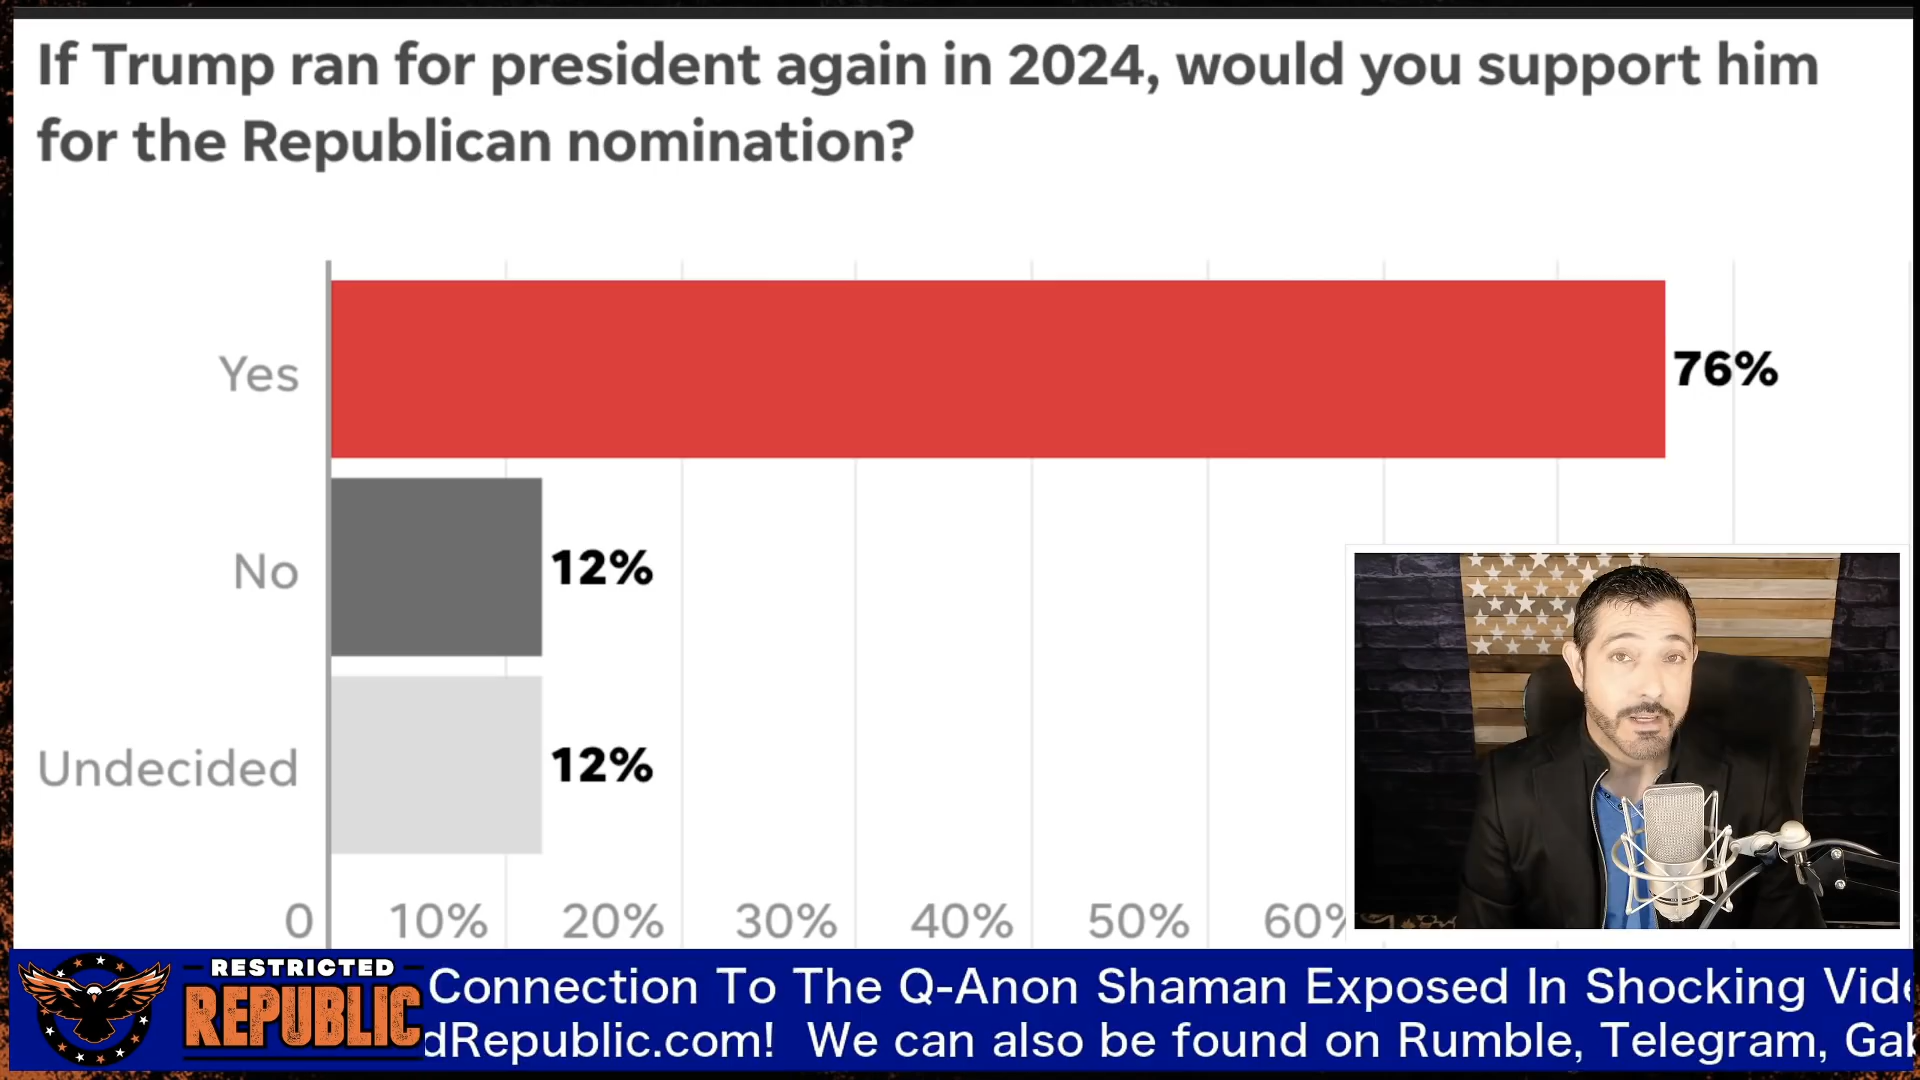 If Trump ran for president again in 2024, would you support him
for the Republican nomination?
Yes
76%
No
12%
Undecided
12%
0 10% 20% 30% 40% 50% 60%
RESTRICTED
REPUBLIC
Connection To The Q-Anon Shaman Exposed In Shocking
dRepublic.com! We can also be found on Rumble, Telegram,